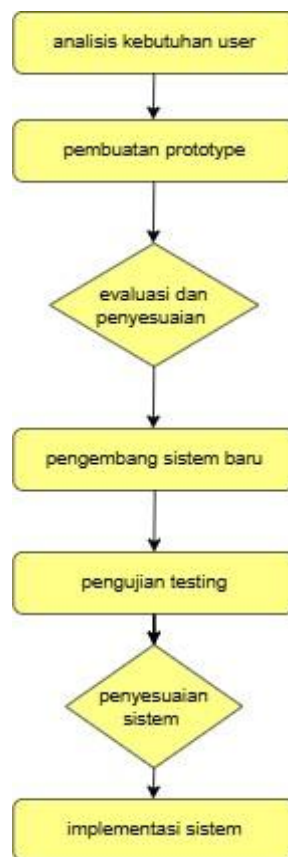 analisis kebutuhan user
pembuatan prototype
evaluasi dan
penyesuaian
pengembang sistem baru
pengujian testing
penyesuaian
sistem
implementasi sistem